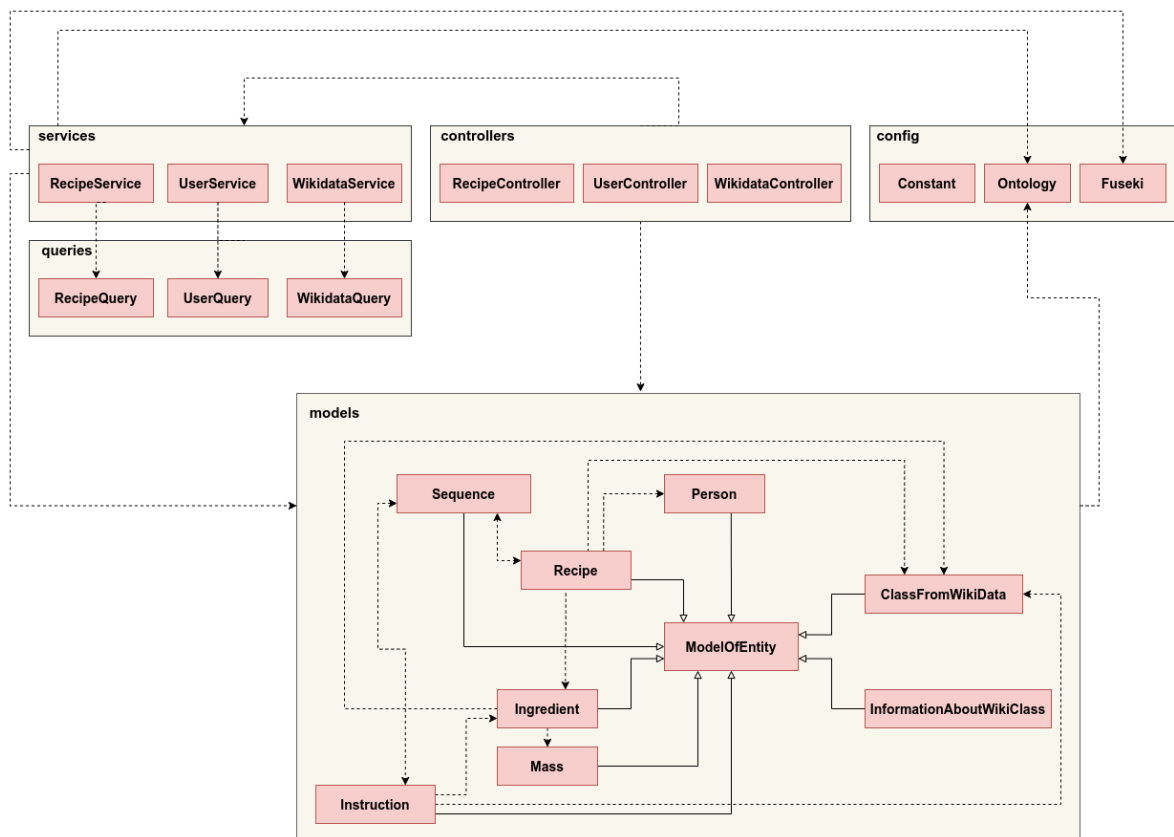 services
RecipeService
UserService
WikidataService
controllers
RecipeController
UserController
WikidataController
config
Constant
Ontology
Fuseki
queries
RecipeQuery
UserQuery
WikidataQuery
models
Sequence
Person
Recipe
ClassFromWikiData
ModelOfEntity
Ingredient
InformationAboutWikiClass
Mass
Instruction